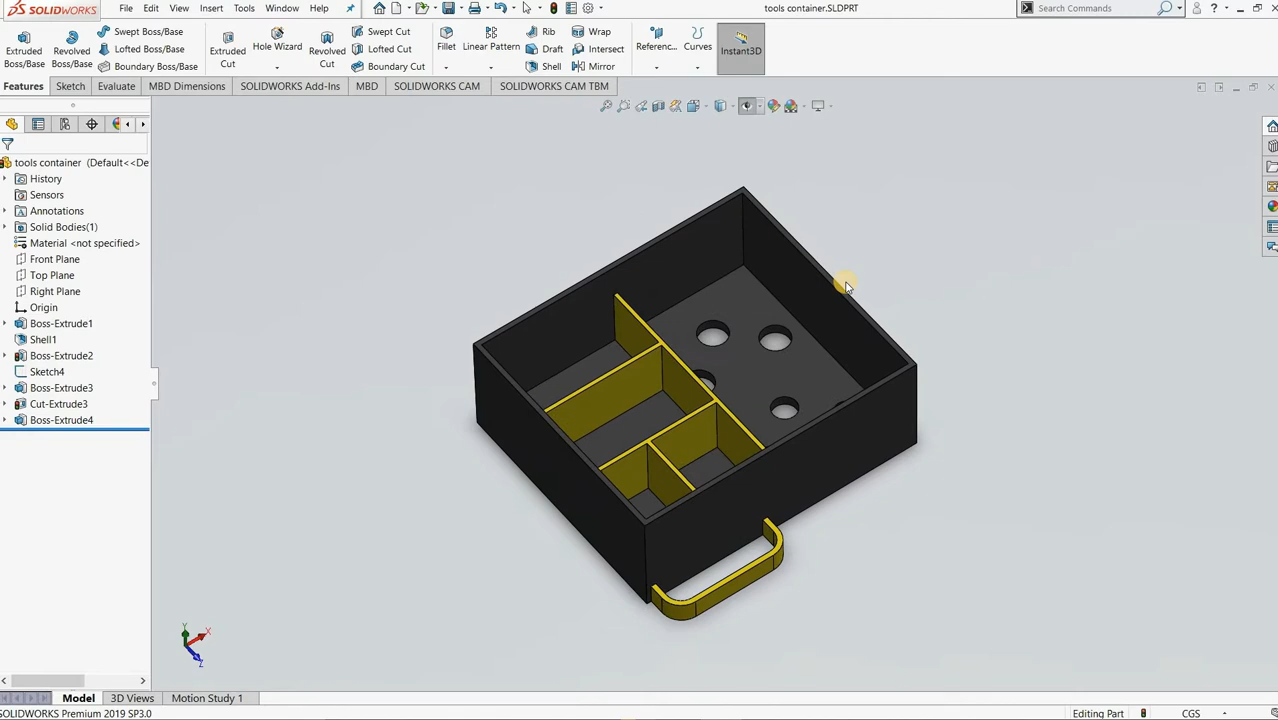 SOLIDWORKS File Edit View Insert Tools Window Help tools container.SLDPRT Search Commands
Extruded Boss/Base
Revolved Boss/Base
Swept Boss/Base
Lofted Boss/Base
Boundary Boss/Base
Extruded Cut
Hole Wizard
Revolved Cut
Swept Cut
Lofted Cut
Boundary Cut
Fillet
Linear Pattern
Rib
Draft
Shell
Wrap
Intersect
Mirror
Referenc...
Curves
Instant3D
Features Sketch Evaluate MBD Dimensions SOLIDWORKS Add-Ins MBD SOLIDWORKS CAM SOLIDWORKS CAM TBM
tools container (Default<<De
History
Sensors
Annotations
Solid Bodies(1)
Material <not specified>
Front Plane
Top Plane
Right Plane
Origin
Boss-Extrude1
Shell1
Boss-Extrude2
Sketch4
Boss-Extrude3
Cut-Extrude3
Boss-Extrude4
Y
X
Z
Model 3D Views Motion Study 1
SOLIDWORKS Premium 2019 SP3.0 Editing Part CGS